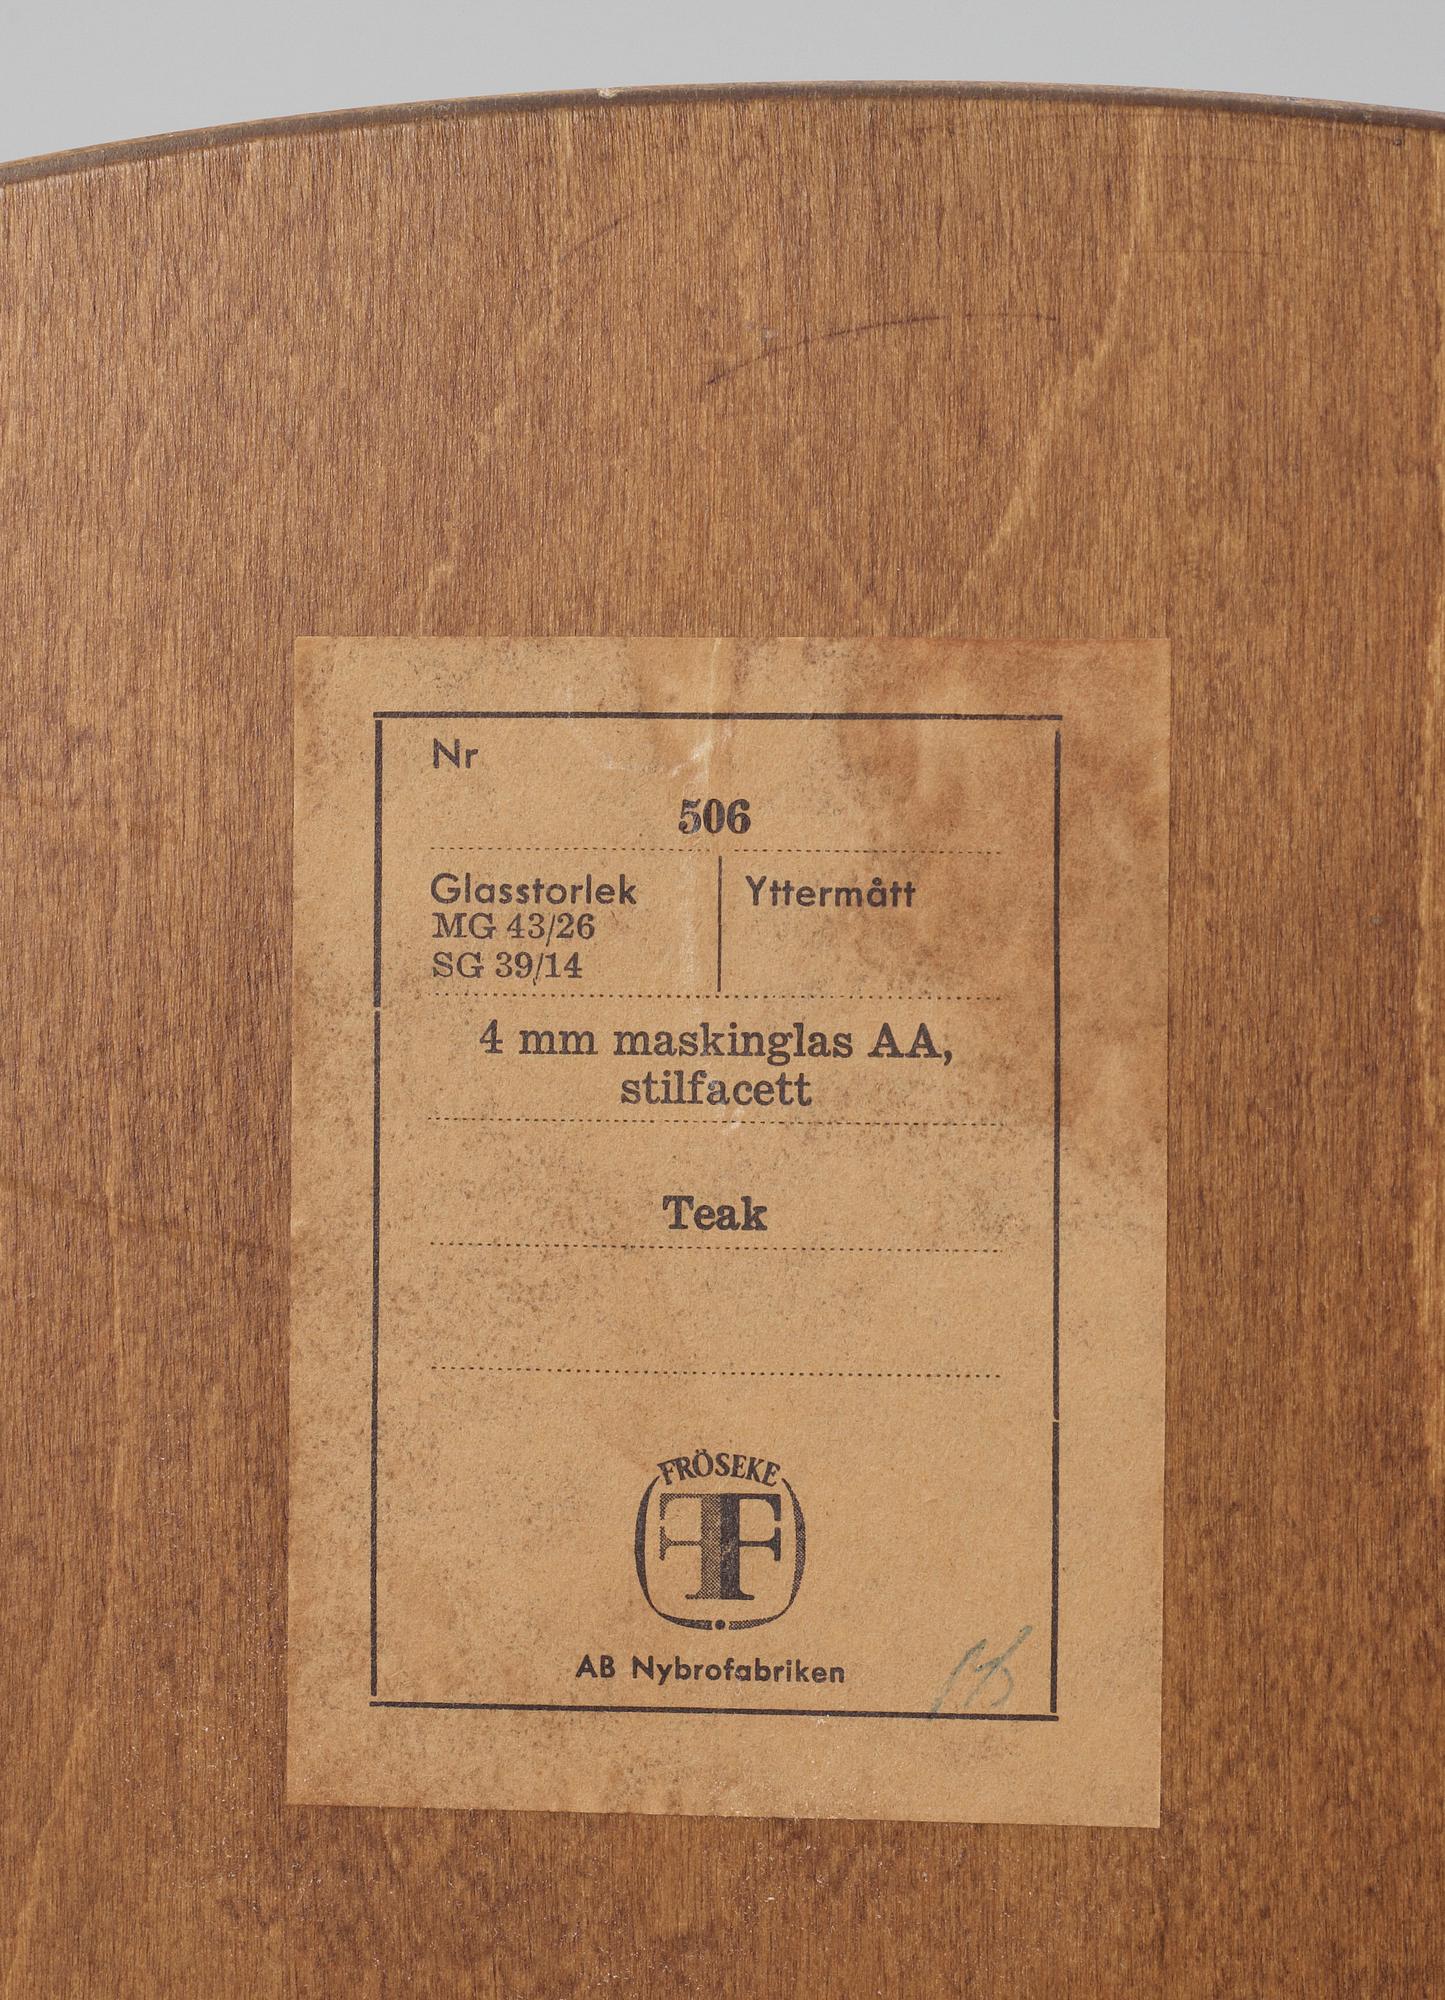 Nr
506
Glasstorlek
MG 43/26
SG 39/14
Yttermått
4 mm maskinglas AA,
stilfacett
Teak
FRÖSEKE
FF
AB Nybrofabriken